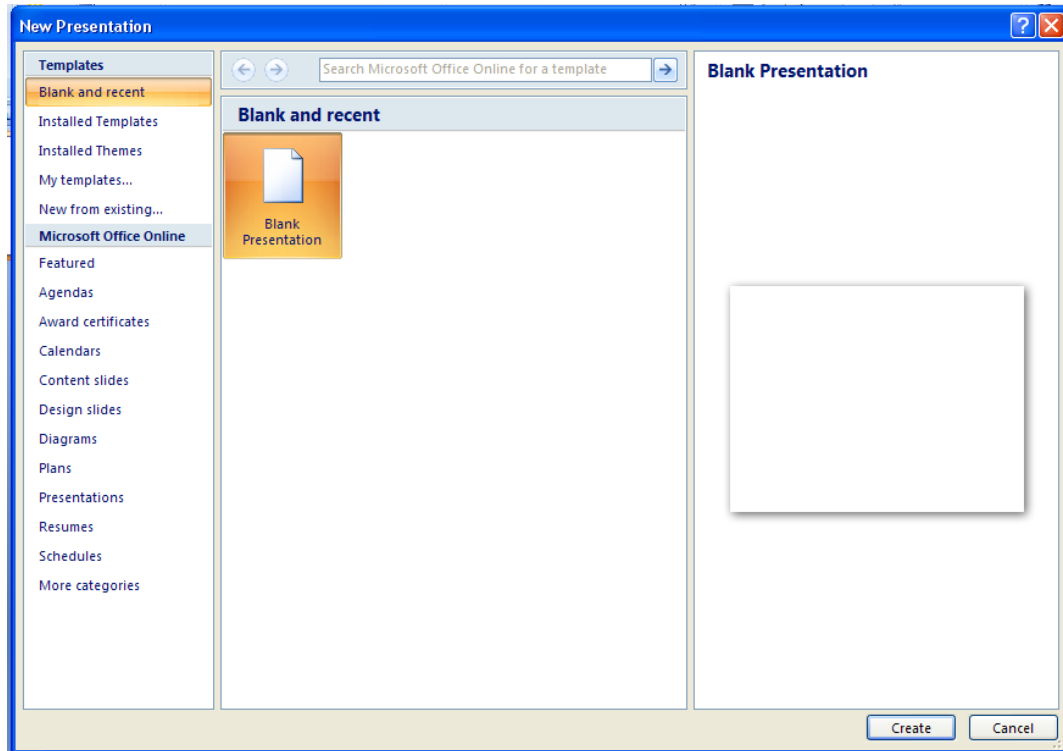 New Presentation
Templates
Blank and recent
Installed Templates
Installed Themes
My templates...
New from existing...
Microsoft Office Online
Featured
Agendas
Award certificates
Calendars
Content slides
Design slides
Diagrams
Plans
Presentations
Resumes
Schedules
More categories
Search Microsoft Office Online for a template
Blank and recent
Blank
Presentation
Blank Presentation
Create
Cancel